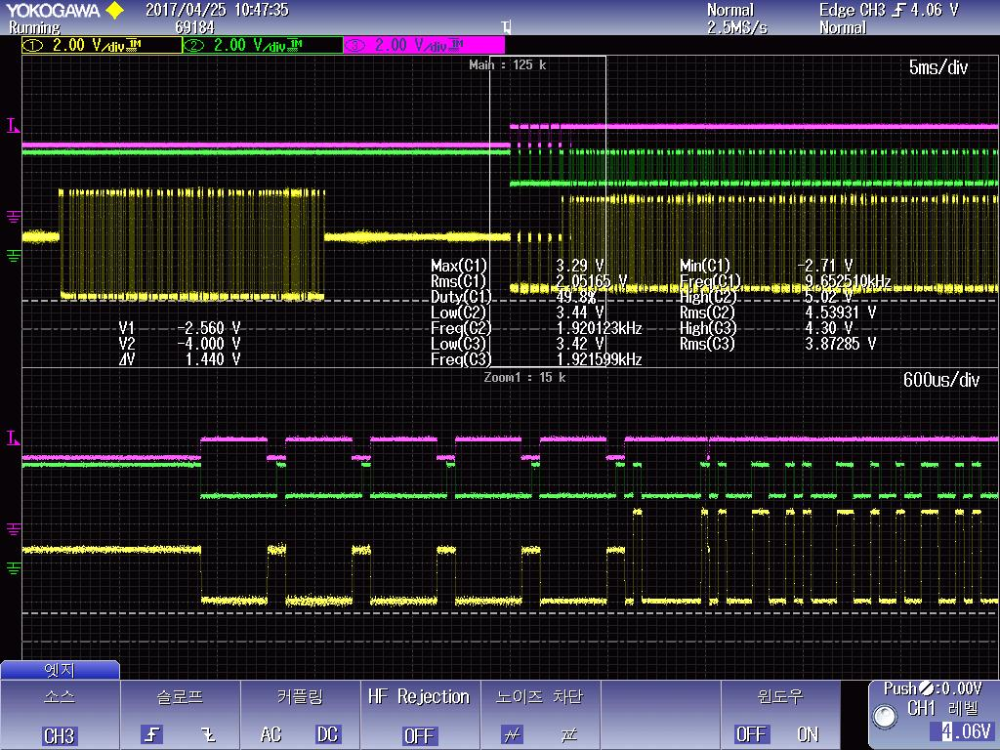 YOKOGAWA 2017/04/25 10:47:35 Normal Edge CH3 4.06 V
Running 69184 2.5MS/s Normal
1 2.00 V/div 1M 2 2.00 V/div 1M 3 2.00 V/div 1M
Main : 125 k 5ms/div
Max(C1) 3.29 V Min(C1) -2.71 V
Rms(C1) 2.05165 V Freq(C1) 9.652510kHz
Duty(C1) 49.8% High(C2) 5.02 V
V1 -2.560 V Low(C2) 3.44 V Rms(C2) 4.53931 V
V2 -4.000 V Freq(C2) 1.920123kHz High(C3) 4.30 V
ΔV 1.440 V Low(C3) 3.42 V Rms(C3) 3.87285 V
Freq(C3) 1.921599kHz
Zoom1 : 15 k 600us/div
엣지
소스 슬로프 커플링 HF Rejection 노이즈 차단 윈도우
CH3 AC DC OFF OFF ON
Push :0.00V
CH1 레벨
4.06V